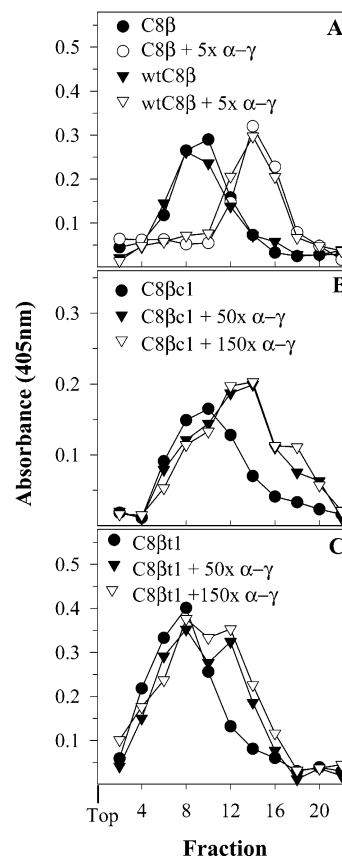 A
C8β
C8β + 5x α–γ
wtC8β
wtC8β + 5x α–γ
0.5
0.4
0.3
0.2
0.1
B
C8βc1
C8βc1 + 50x α–γ
C8βc1 + 150x α–γ
0.3
0.2
0.1
Absorbance (405nm)
C
C8βt1
C8βt1 + 50x α–γ
C8βt1 +150x α–γ
0.5
0.4
0.3
0.2
0.1
4 8 12 16 20
Top
Fraction